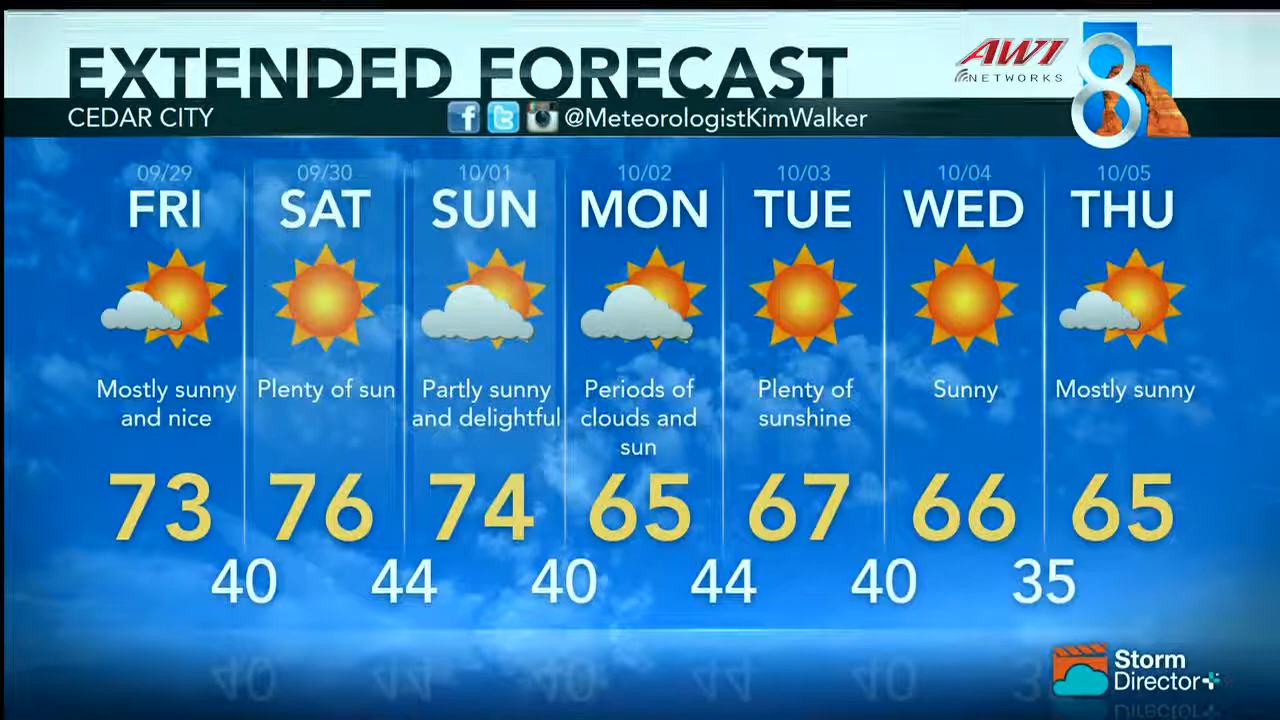 EXTENDED FORECAST
AWI
NETWORKS
8
CEDAR CITY
@MeteorologistKimWalker
09/29 09/30 10/01 10/02 10/03 10/04 10/05
FRI SAT SUN MON TUE WED THU
Mostly sunny Plenty of sun Partly sunny Periods of Plenty of Sunny Mostly sunny
and nice and delightful clouds and sunshine
sun
73 76 74 65 67 66 65
40 44 40 44 40 35
Storm
Director+